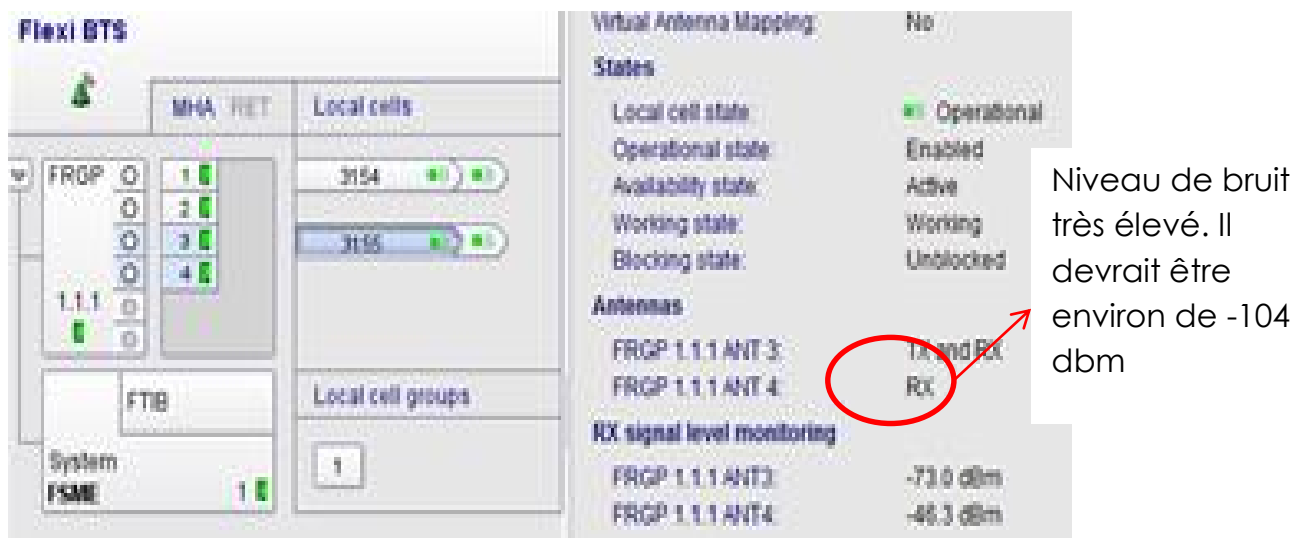 Flexi BTS
MHA RET
Local cells
FRGP
1
2
3
4
1.1.1
3154
3155
FTIB
System
FSME
1
Local cell groups
1
Virtual Antenna Mapping: No
States
Local cell state: Operational
Operational state: Enabled
Availability state: Active
Working state: Working
Blocking state: Unblocked
Antennas
FRGP 1.1.1 ANT 3: TX and RX
FRGP 1.1.1 ANT 4: RX
RX signal level monitoring
FRGP 1.1.1 ANT3: -73.0 dBm
FRGP 1.1.1 ANT4: -46.3 dBm
Niveau de bruit
très élevé. Il
devrait être
environ de -104
dbm